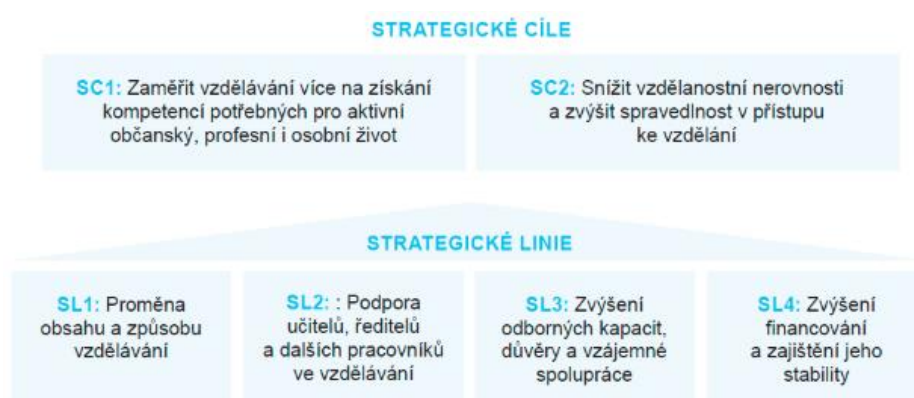 STRATEGICKÉ CÍLE
SC1: Zaměřit vzdělávání více na získání
kompetencí potřebných pro aktivní
občanský, profesní i osobní život
SC2: Snížit vzdělanostní nerovnosti
a zvýšit spravedlnost v přístupu
ke vzdělání
STRATEGICKÉ LINIE
SL1: Proměna
obsahu a způsobu
vzdělávání
SL2: : Podpora
učitelů, ředitelů
a dalších pracovníků
ve vzdělávání
SL3: Zvýšení
odborných kapacit,
důvěry a vzájemné
spolupráce
SL4: Zvýšení
financování
a zajištění jeho
stability